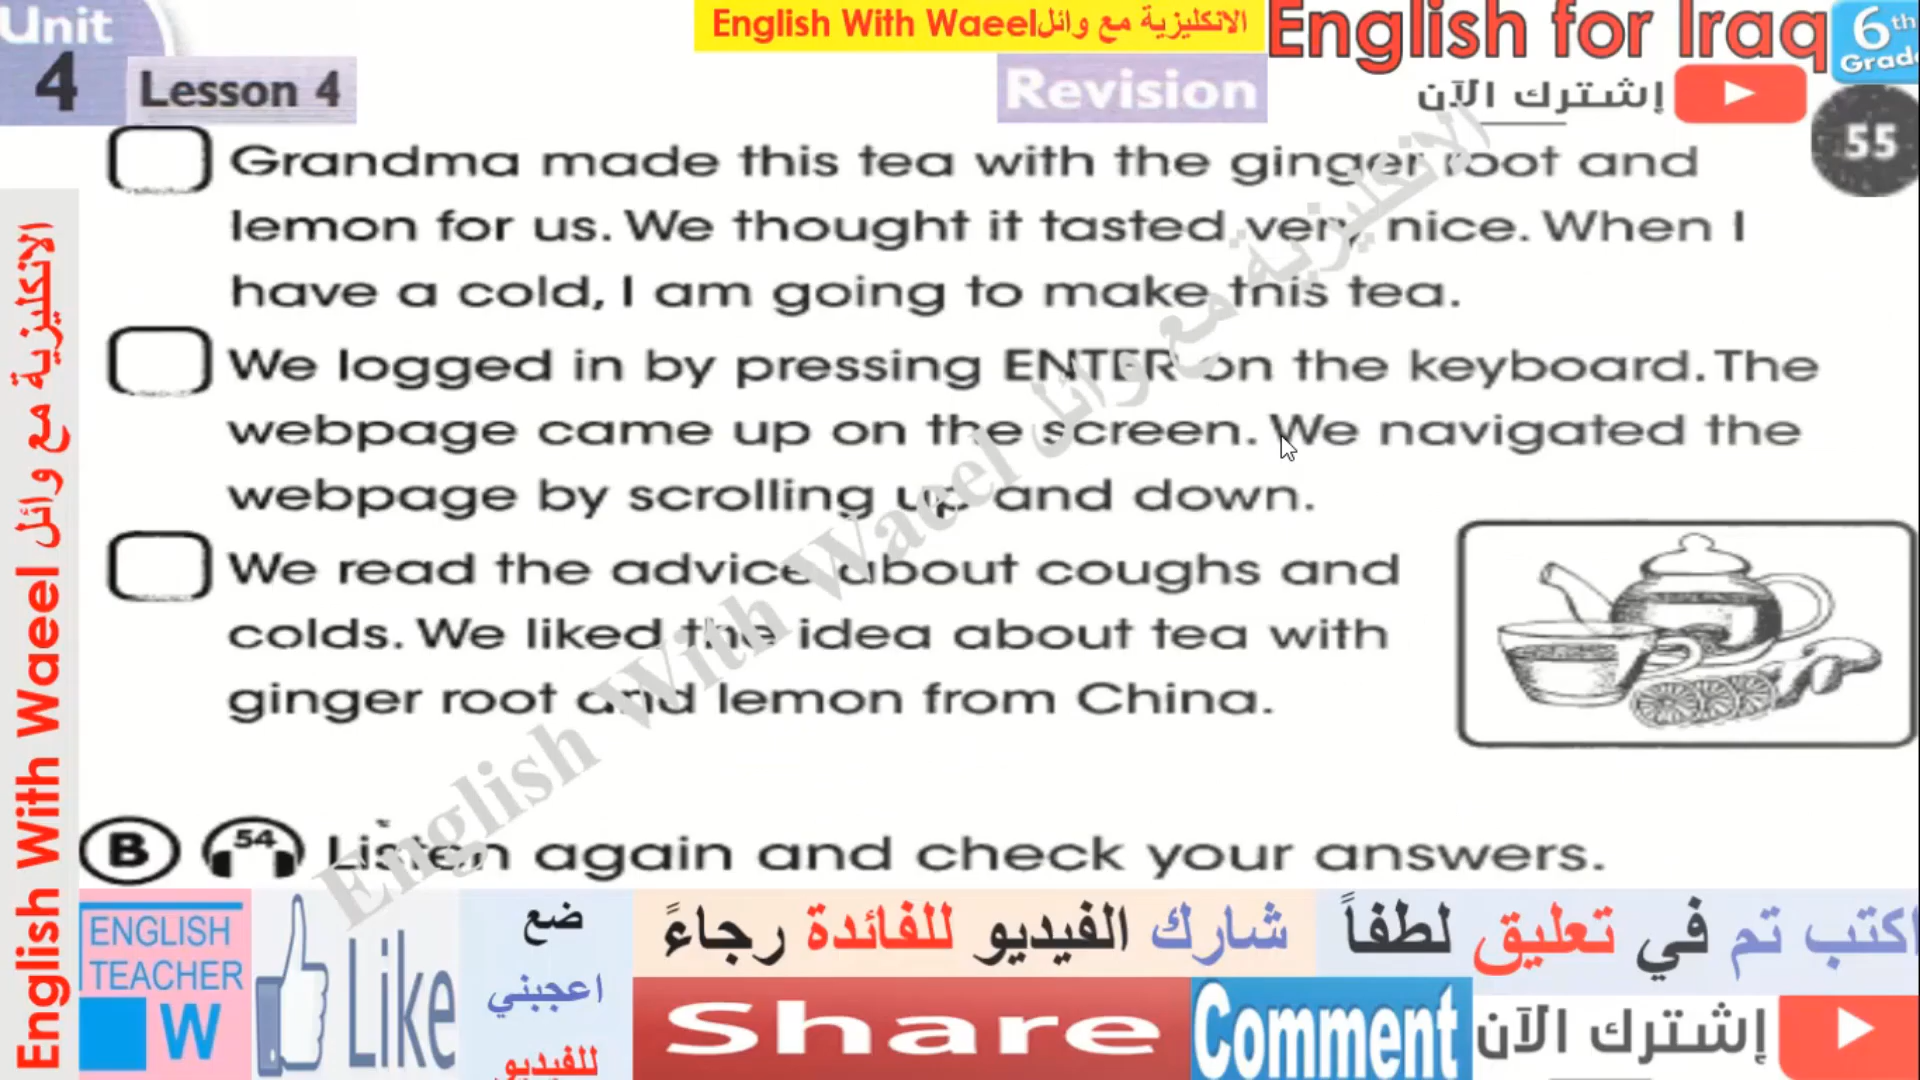 Unit
4
Lesson 4
English With Waeel الانكليزية مع وائل
English for Iraq
6th
Grade
Revision
إشترك الآن
55
Grandma made this tea with the ginger root and
lemon for us. We thought it tasted very nice. When I
have a cold, I am going to make this tea.
We logged in by pressing ENTER on the keyboard. The
webpage came up on the screen. We navigated the
webpage by scrolling up and down.
We read the advice about coughs and
colds. We liked the idea about tea with
ginger root and lemon from China.
B 54 Listen again and check your answers.
English With Waeel الانكليزية مع وائل
English With Waeel الانكليزية مع وائل
ENGLISH
TEACHER
W
Like
ضع
اعجبني
للفيديو
شارك الفيديو للفائدة رجاءً
اكتب تم في تعليق لطفاً
Share
Comment
إشترك الآن